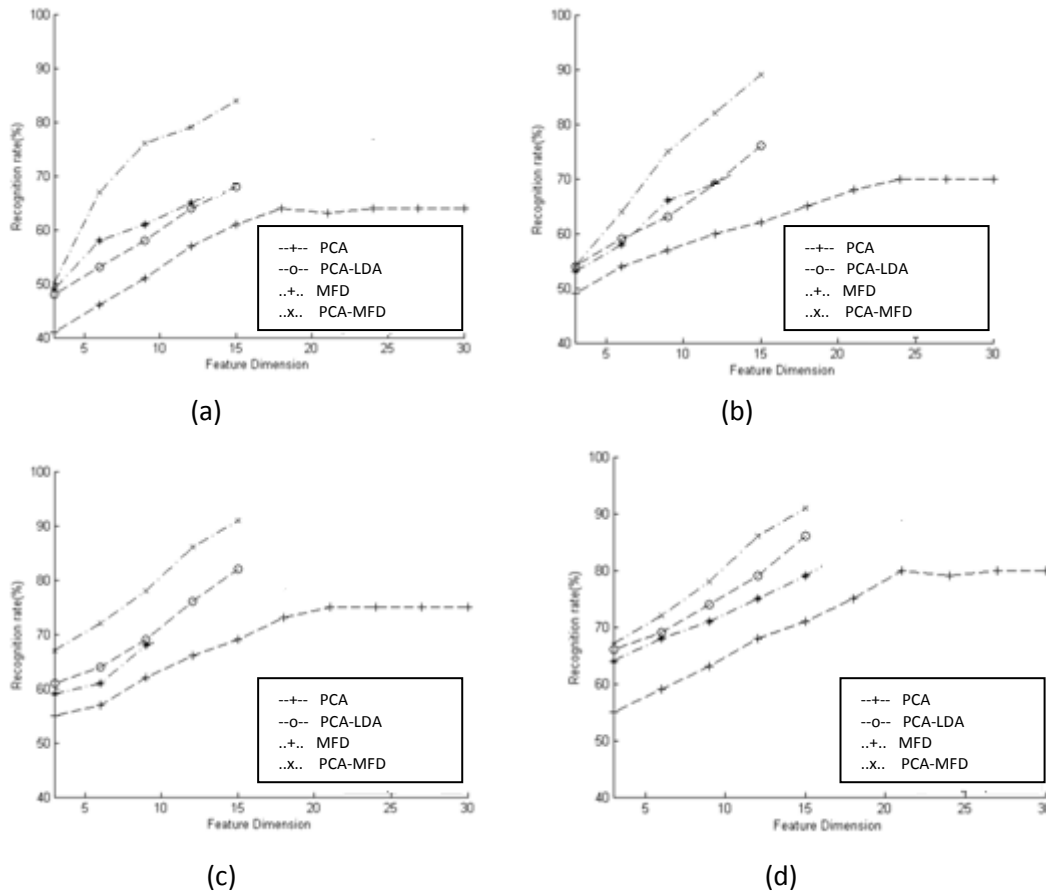 100
90
80
70
60
50
40
Recognition rate(%)
5 10 15 20 25 30
Feature Dimension
--+-- PCA
--o-- PCA-LDA
..+.. MFD
..x.. PCA-MFD
(a)
100
90
80
70
60
50
40
Recognition rate(%)
5 10 15 20 25 30
Feature Dimension
--+-- PCA
--o-- PCA-LDA
..+.. MFD
..x.. PCA-MFD
(b)
100
90
80
70
60
50
40
Recognition rate(%)
5 10 15 20 25 30
Feature Dimension
--+-- PCA
--o-- PCA-LDA
..+.. MFD
..x.. PCA-MFD
(c)
100
90
80
70
60
50
40
Recognition rate(%)
5 10 15 20 25 30
Feature Dimension
--+-- PCA
--o-- PCA-LDA
..+.. MFD
..x.. PCA-MFD
(d)